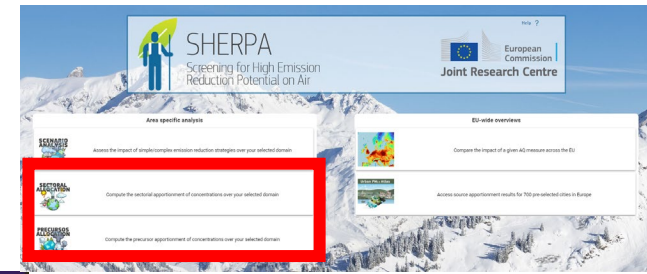 Help ?
SHERPA
Screening for High Emission
Reduction Potential on Air
European
Commission
Joint Research Centre
Area specific analysis
SCENARIO
ANALYSIS
Assess the impact of simple/complex emission reduction strategies over your selected domain
SECTORAL
ALLOCATION
Compute the sectorial apportionment of concentrations over your selected domain
PRECURSOS
ALLOCATION
Compute the precursor apportionment of concentrations over your selected domain
EU-wide overviews
Compare the impact of a given AQ measure across the EU
Urban PM2.5 Atlas
Access source apportionment results for 700 pre-selected cities in Europe